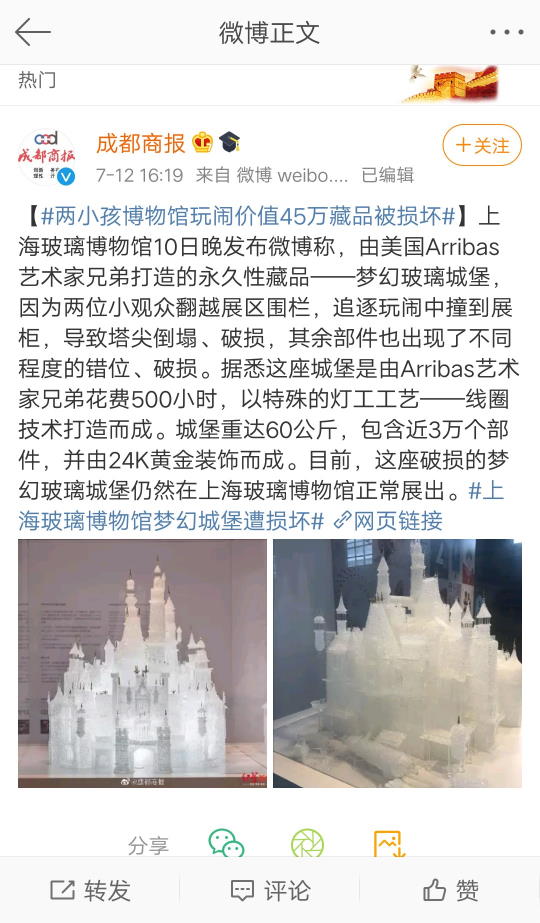 微博正文
热门
成都商报
成都商报
+关注
7-12 16:19 来自 微博 weibo.... 已编辑
【#两小孩博物馆玩闹价值45万藏品被损坏#】上
海玻璃博物馆10日晚发布微博称，由美国Arribas
艺术家兄弟打造的永久性藏品——梦幻玻璃城堡，
因为两位小观众翻越展区围栏，追逐玩闹中撞到展
柜，导致塔尖倒塌、破损，其余部件也出现了不同
程度的错位、破损。据悉这座城堡是由Arribas艺术
家兄弟花费500小时，以特殊的灯工工艺——线圈
技术打造而成。城堡重达60公斤，包含近3万个部
件，并由24K黄金装饰而成。目前，这座破损的梦
幻玻璃城堡仍然在上海玻璃博物馆正常展出。#上
海玻璃博物馆梦幻城堡遭损坏# 网页链接
@成都商报
分享
转发 评论 赞